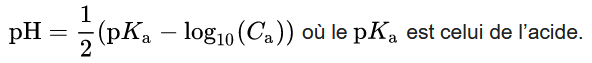 pH = 1/2 (pKₐ − log₁₀(Cₐ)) où le pKₐ est celui de l’acide.